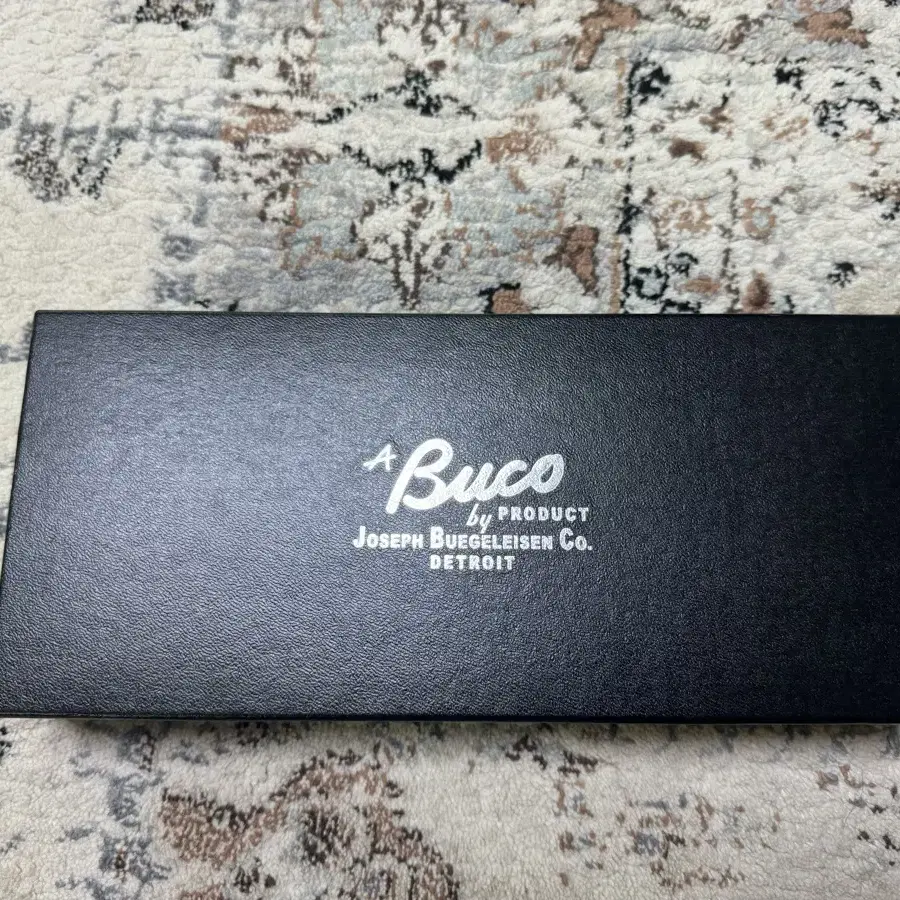 A Buco
by PRODUCT
JOSEPH BUEGELEISEN CO.
DETROIT